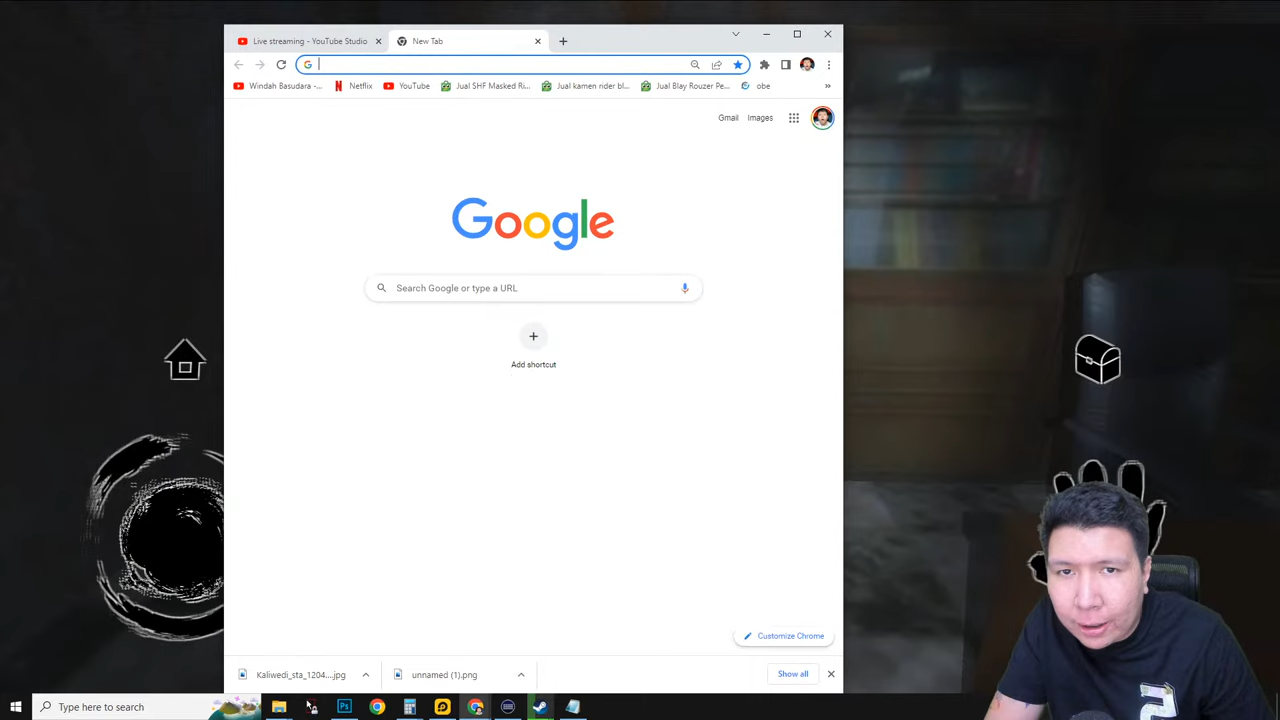 Live streaming - YouTube Studio
New Tab
Windah Basudara -...
Netflix
YouTube
Jual SHF Masked Ri...
Jual kamen rider bl...
Jual Blay Rouzer Pe...
obe
»
Gmail
Images
Google
Search Google or type a URL
Add shortcut
Customize Chrome
Kaliwedi_sta_1204....jpg
unnamed (1).png
Show all
Type here to search
Ps